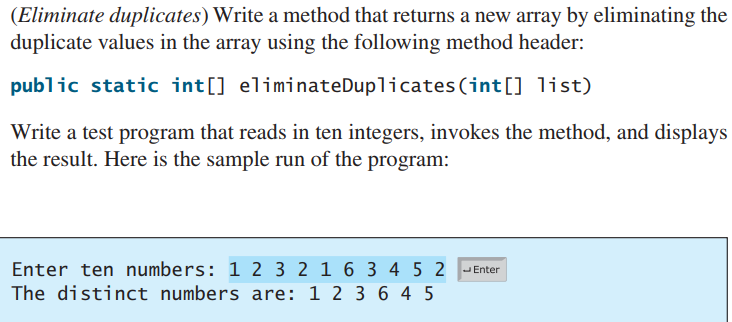 (Eliminate duplicates) Write a method that returns a new array by eliminating the
duplicate values in the array using the following method header:
public static int[] eliminateDuplicates(int[] list)
Write a test program that reads in ten integers, invokes the method, and displays
the result. Here is the sample run of the program:
Enter ten numbers: 1 2 3 2 1 6 3 4 5 2 ↵Enter
The distinct numbers are: 1 2 3 6 4 5